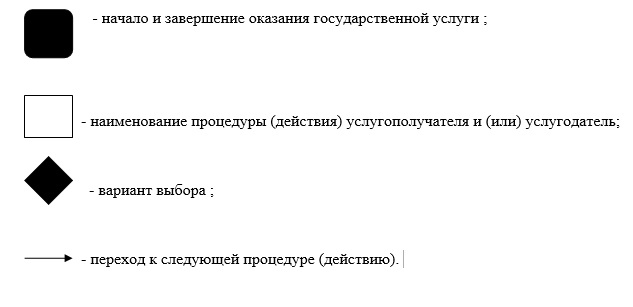 - начало и завершение оказания государственной услуги ;
- наименование процедуры (действия) услугополучателя и (или) услугодатель;
- вариант выбора ;
- переход к следующей процедуре (действию).